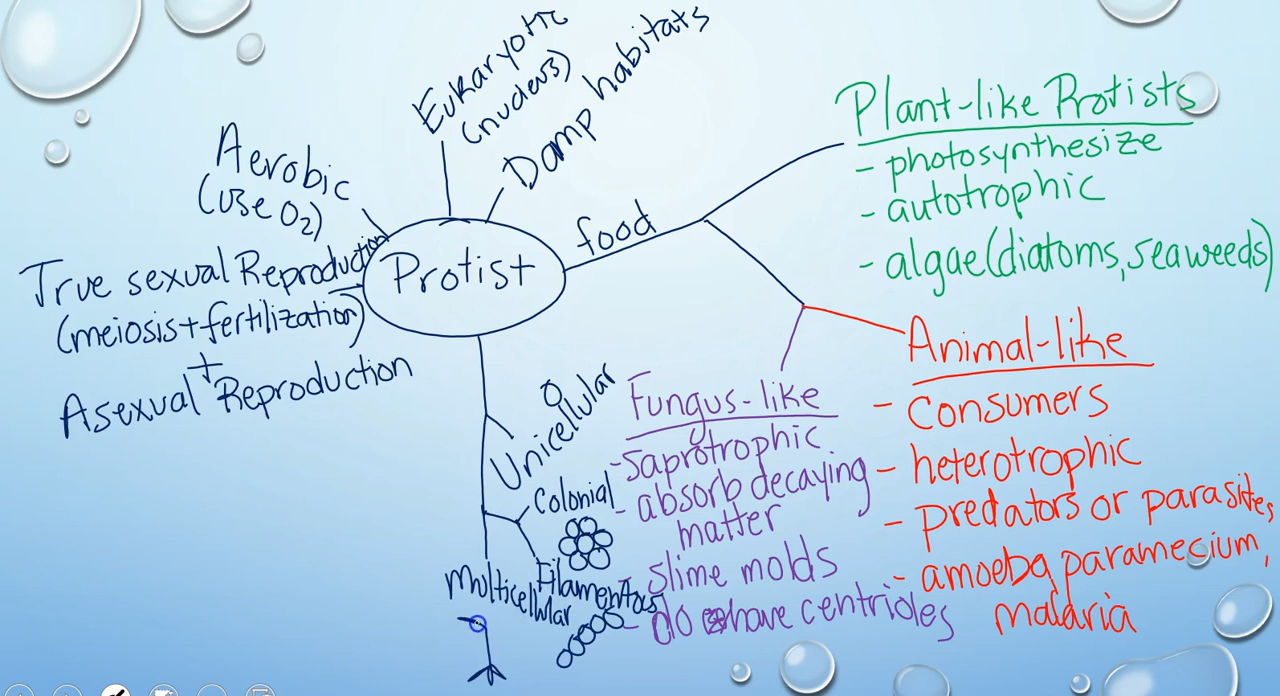 Eukaryotic
(nucleus)
Damp habitats
Aerobic
(use O₂)
True sexual Reproduction
(meiosis+fertilization)
+
Asexual Reproduction
Protist
food
Plant-like Protists
- photosynthesize
- autotrophic
- algae(diatoms, seaweeds)
Animal-like
- consumers
- heterotrophic
- predators or parasites
- amoeba, paramecium,
malaria
Fungus-like
- saprotrophic
- absorb decaying
matter
- slime molds
- do have centrioles
Unicellular
Colonial
Filamentous
Multicellular